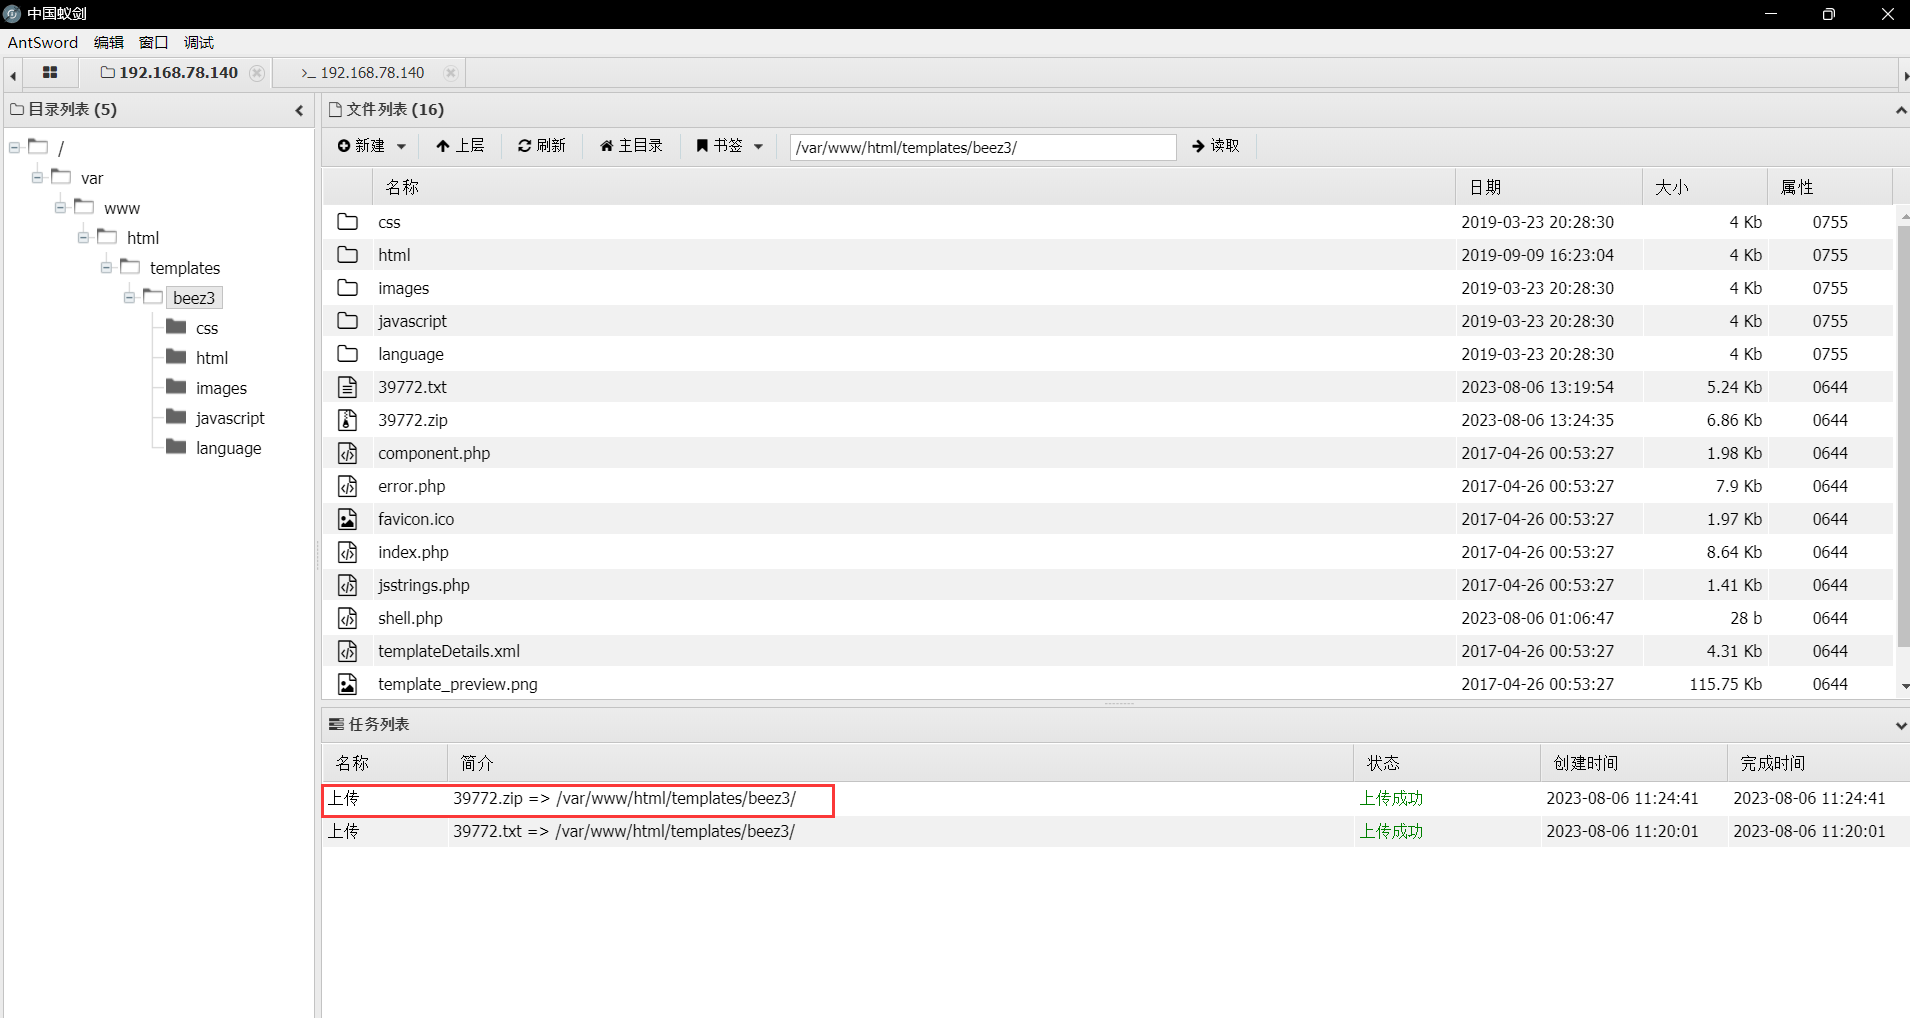 中国蚁剑
AntSword 编辑 窗口 调试
192.168.78.140 >_ 192.168.78.140
目录列表 (5)
/
var
www
html
templates
beez3
css
html
images
javascript
language
文件列表 (16)
新建 上层 刷新 主目录 书签 /var/www/html/templates/beez3/ 读取
名称 日期 大小 属性
css 2019-03-23 20:28:30 4 Kb 0755
html 2019-09-09 16:23:04 4 Kb 0755
images 2019-03-23 20:28:30 4 Kb 0755
javascript 2019-03-23 20:28:30 4 Kb 0755
language 2019-03-23 20:28:30 4 Kb 0755
39772.txt 2023-08-06 13:19:54 5.24 Kb 0644
39772.zip 2023-08-06 13:24:35 6.86 Kb 0644
component.php 2017-04-26 00:53:27 1.98 Kb 0644
error.php 2017-04-26 00:53:27 7.9 Kb 0644
favicon.ico 2017-04-26 00:53:27 1.97 Kb 0644
index.php 2017-04-26 00:53:27 8.64 Kb 0644
jsstrings.php 2017-04-26 00:53:27 1.41 Kb 0644
shell.php 2023-08-06 01:06:47 28 b 0644
templateDetails.xml 2017-04-26 00:53:27 4.31 Kb 0644
template_preview.png 2017-04-26 00:53:27 115.75 Kb 0644
任务列表
名称 简介 状态 创建时间 完成时间
上传 39772.zip => /var/www/html/templates/beez3/ 上传成功 2023-08-06 11:24:41 2023-08-06 11:24:41
上传 39772.txt => /var/www/html/templates/beez3/ 上传成功 2023-08-06 11:20:01 2023-08-06 11:20:01